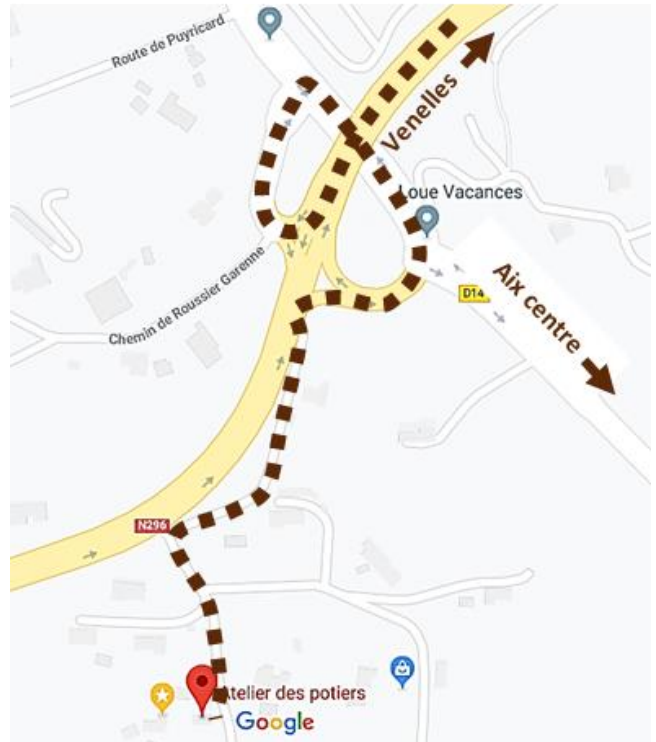 Route de Puyricard
Venelles
Loue Vacances
Chemin de Roussier Garenne
D14
Aix centre
N296
Atelier des potiers
Google